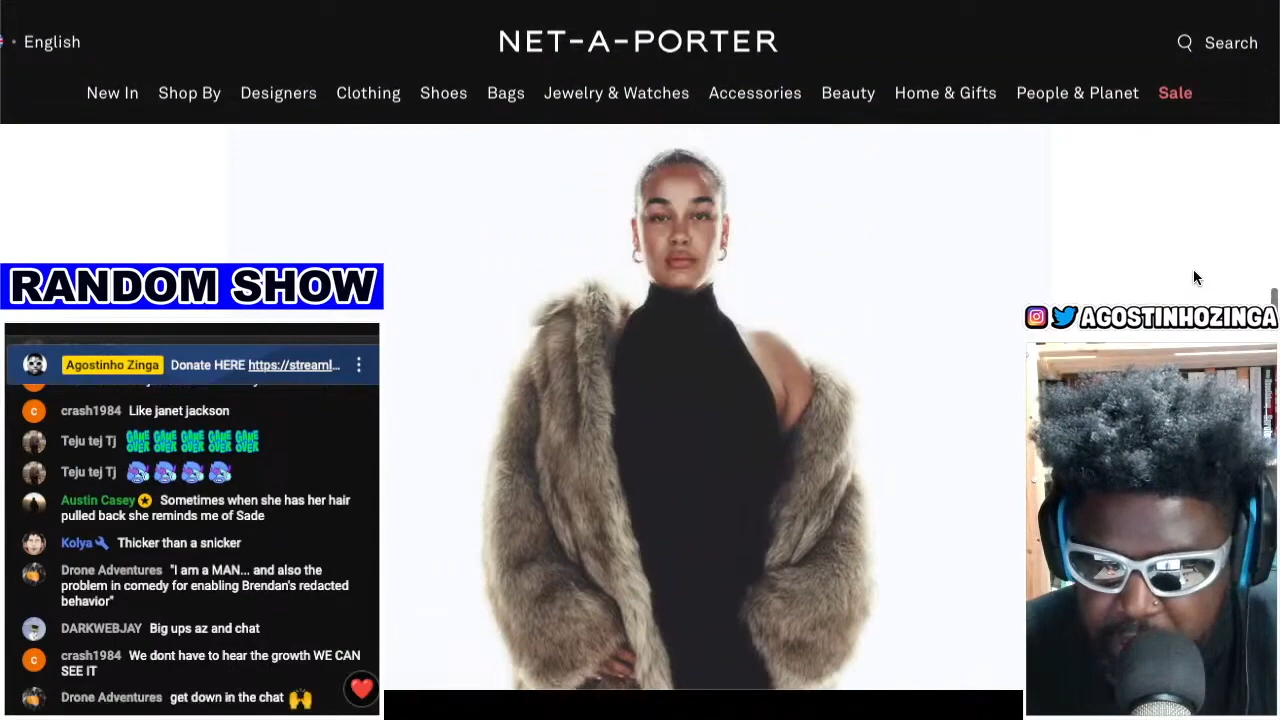 English
NET-A-PORTER
Search
New In Shop By Designers Clothing Shoes Bags Jewelry & Watches Accessories Beauty Home & Gifts People & Planet Sale
RANDOM SHOW
Agostinho Zinga Donate HERE https://streaml...
crash1984 Like janet jackson
Teju tej Tj GAME OVER GAME OVER GAME OVER GAME OVER GAME OVER
Teju tej Tj
Austin Casey Sometimes when she has her hair
pulled back she reminds me of Sade
Kolya Thicker than a snicker
Drone Adventures "I am a MAN... and also the
problem in comedy for enabling Brendan's redacted
behavior"
DARKWEBJAY Big ups az and chat
crash1984 We dont have to hear the growth WE CAN
SEE IT
Drone Adventures get down in the chat
AGOSTINHOZINGA